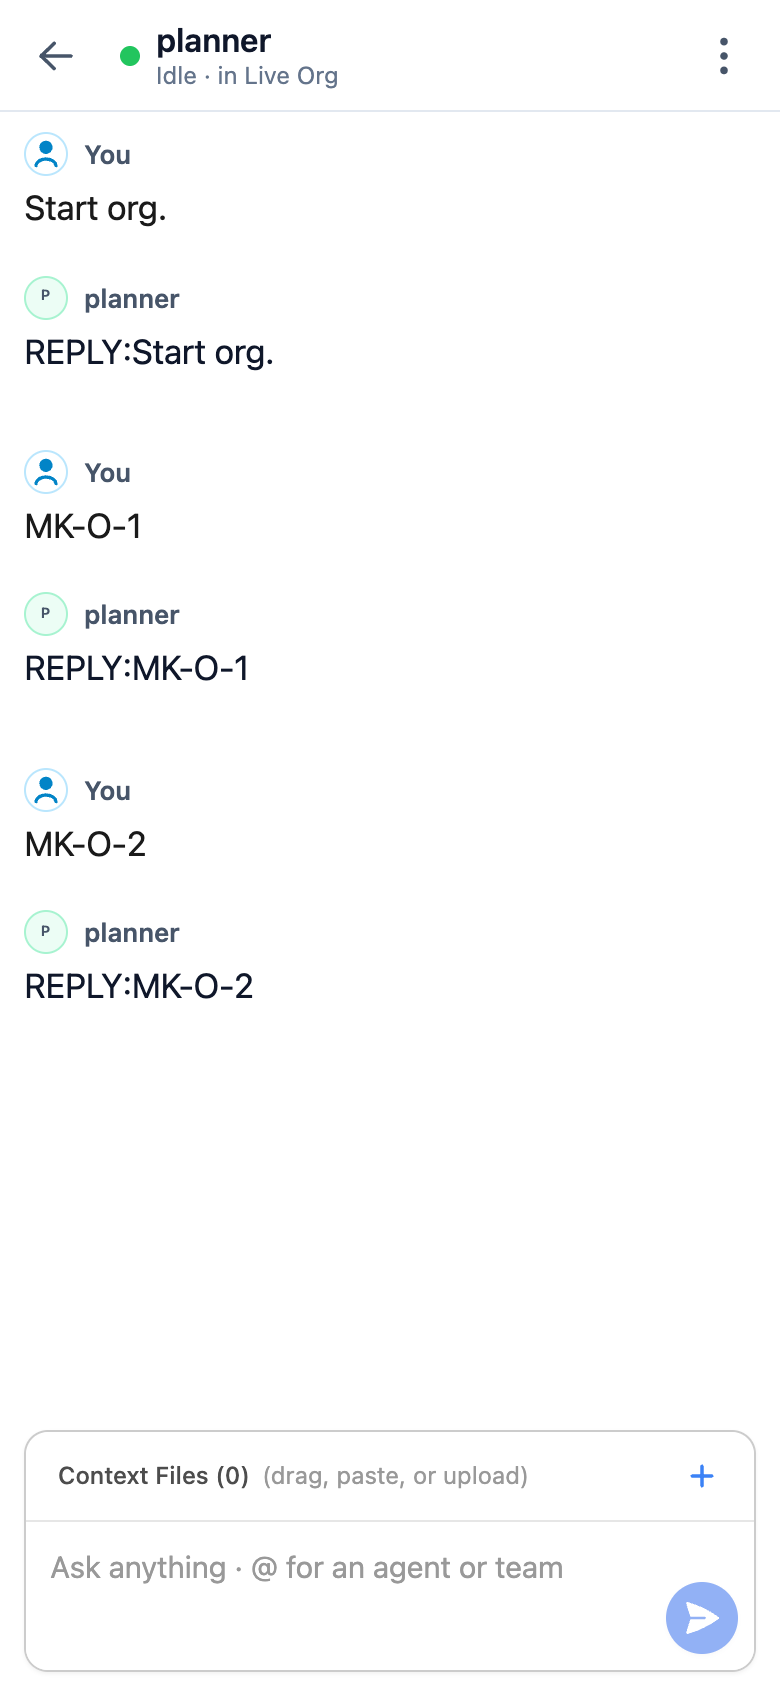 planner
Idle · in Live Org
You
Start org.
P
planner
REPLY:Start org.
You
MK-O-1
P
planner
REPLY:MK-O-1
You
MK-O-2
P
planner
REPLY:MK-O-2
Context Files (0) (drag, paste, or upload)
Ask anything · @ for an agent or team